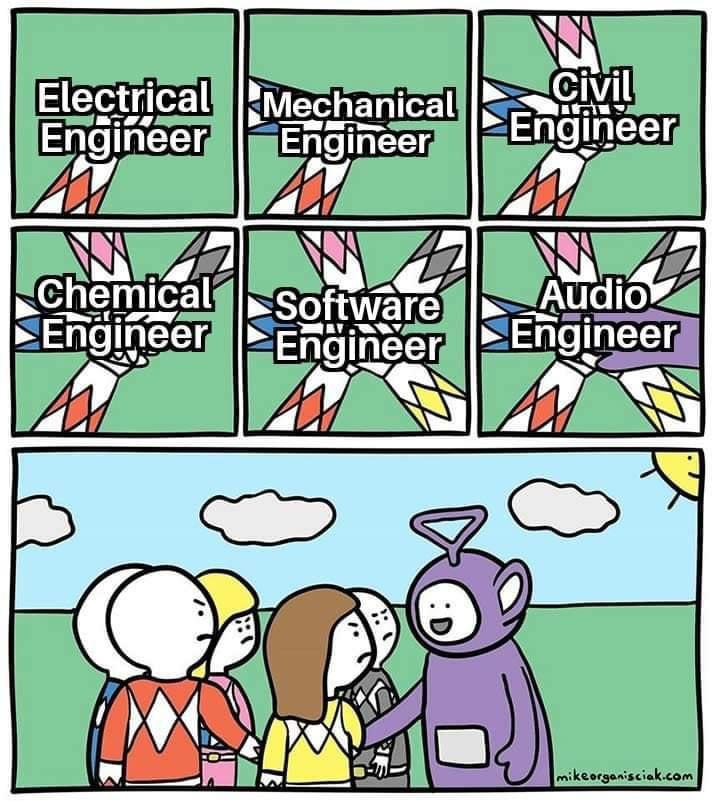 Electrical
Engineer
Mechanical
Engineer
Civil
Engineer
Chemical
Engineer
Software
Engineer
Audio
Engineer
mikeorganisciak.com